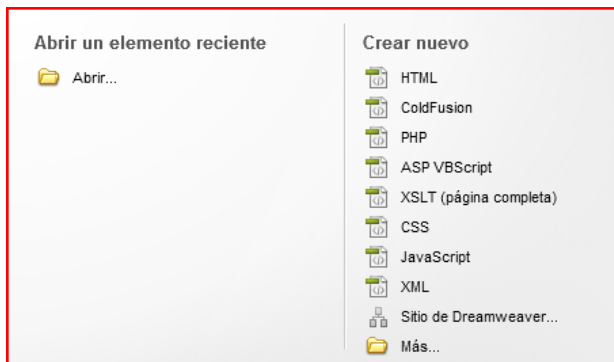 Abrir un elemento reciente
Abrir...
Crear nuevo
HTML
ColdFusion
PHP
ASP VBScript
XSLT (página completa)
CSS
JavaScript
XML
Sitio de Dreamweaver...
Más...